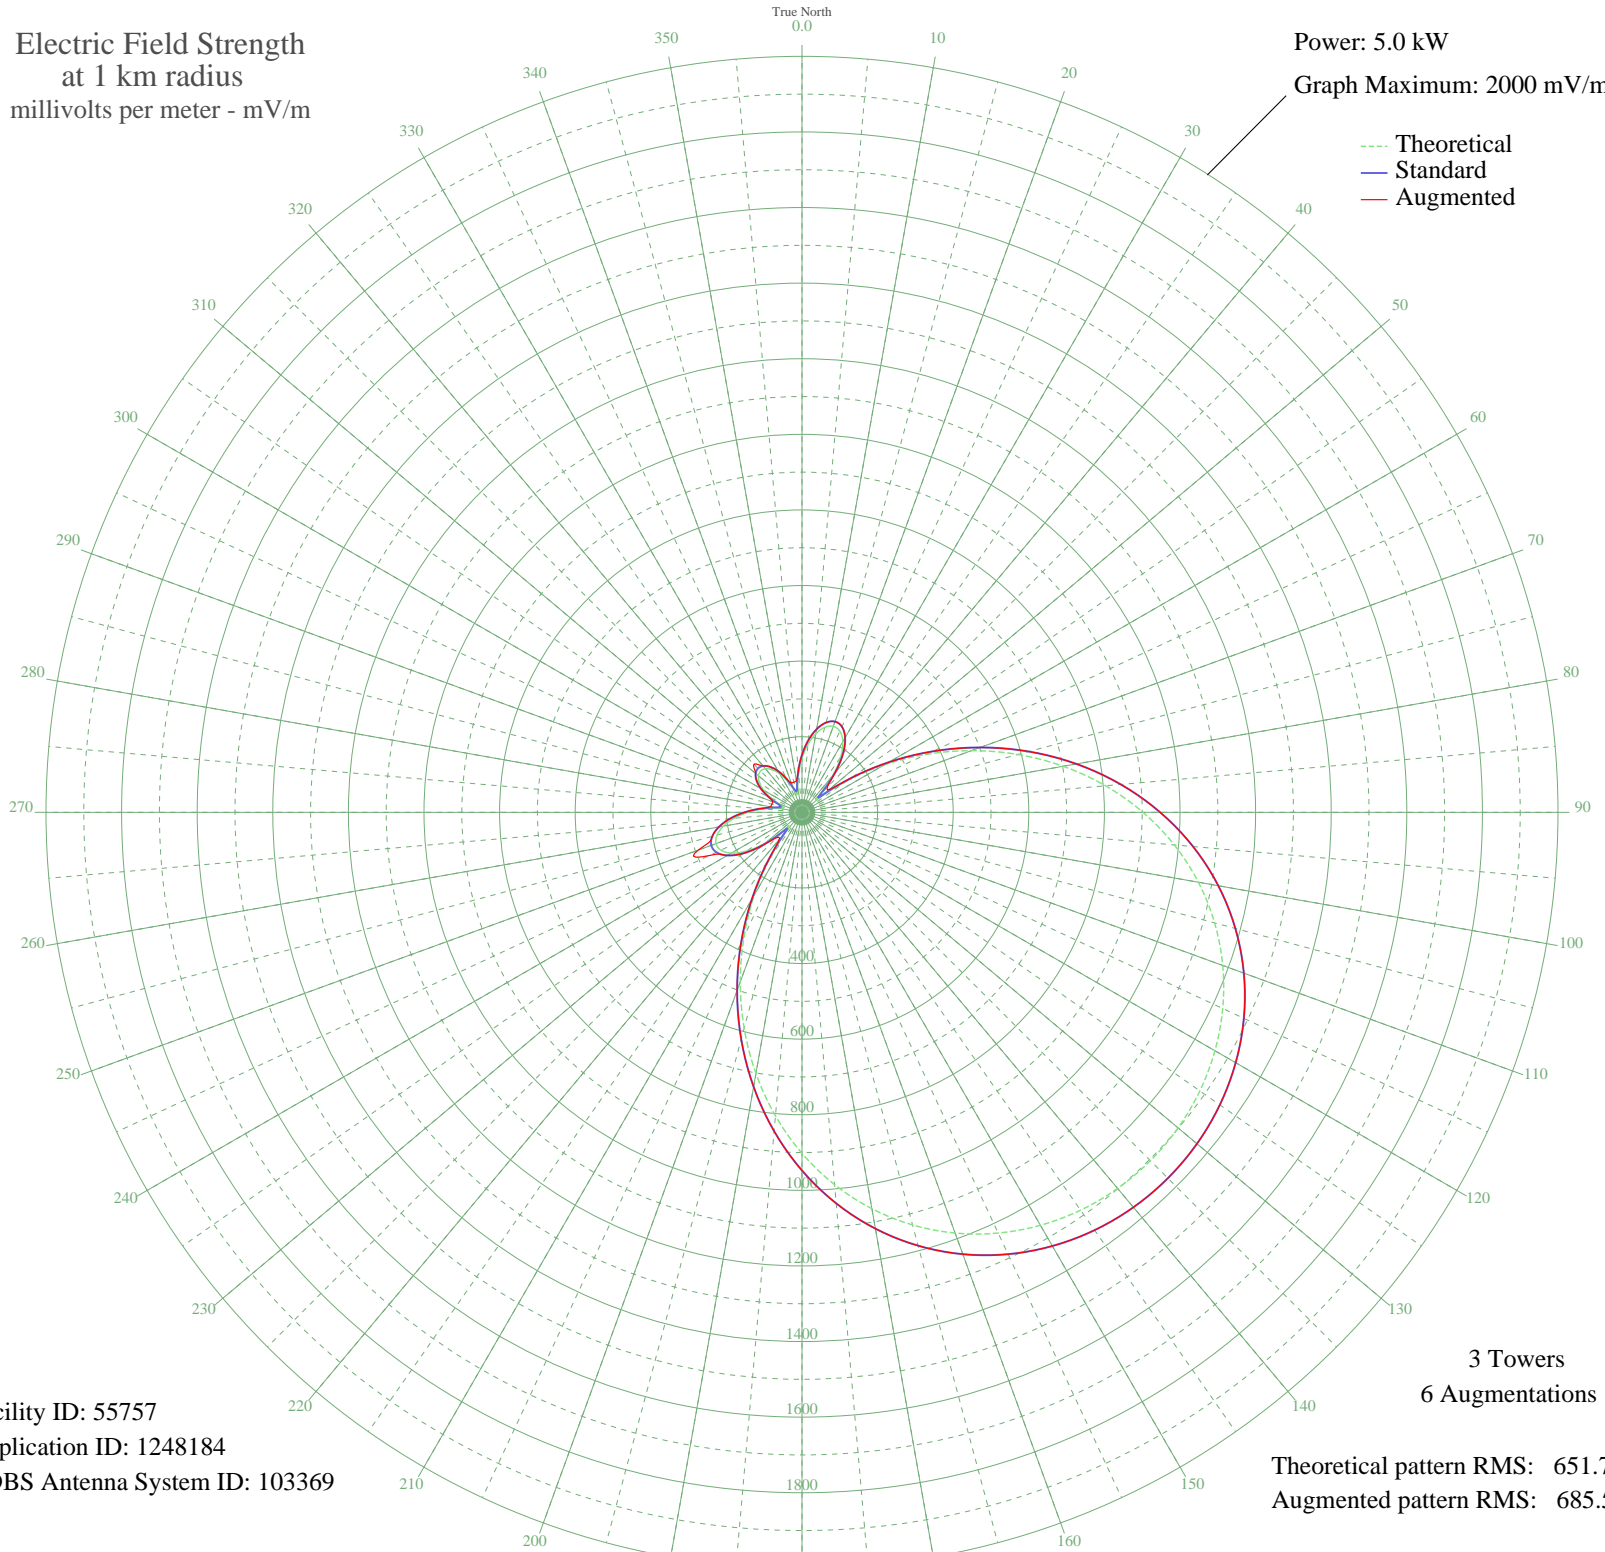 True North
0.0
Electric Field Strength
at 1 km radius
millivolts per meter - mV/m
Power: 5.0 kW
Graph Maximum: 2000 mV/m
Theoretical
Standard
Augmented
10
20
30
40
50
60
70
80
90
100
110
120
130
140
150
160
200
210
220
230
240
250
260
270
280
290
300
310
320
330
340
350
400
600
800
1000
1200
1400
1600
1800
3 Towers
6 Augmentations
cility ID: 55757
plication ID: 1248184
DBS Antenna System ID: 103369
Theoretical pattern RMS: 651.7
Augmented pattern RMS: 685.5